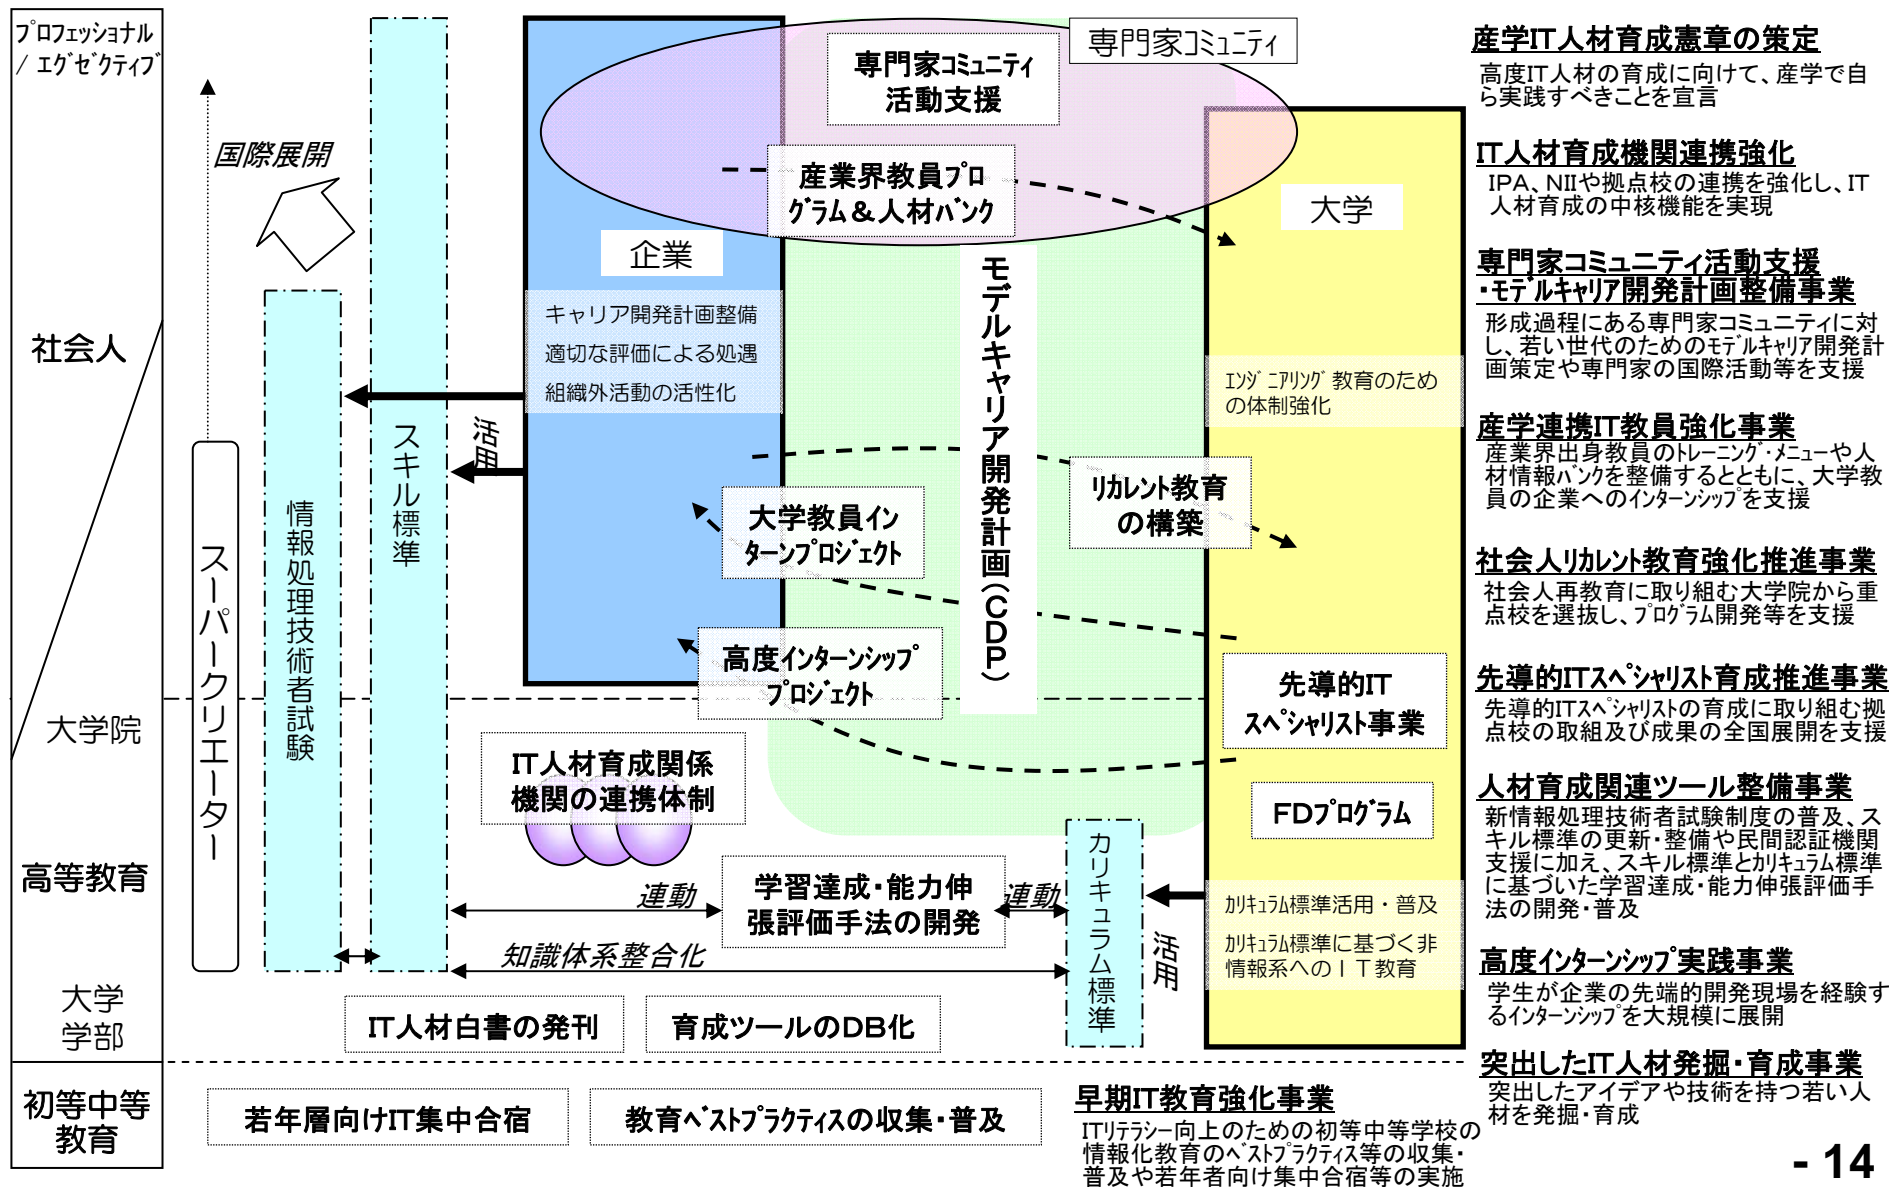 プロフェッショナル
/ エグゼクティブ
社会人
大学院
高等教育
大学
学部
初等中等
教育
国際展開
スーパークリエーター
情報処理技術者試験
スキル標準
活用
企業
キャリア開発計画整備
適切な評価による処遇
組織外活動の活性化
専門家コミュニティ
専門家コミュニティ
活動支援
産業界教員プロ
グラム＆人材バンク
モデルキャリア開発計画（CDP）
大学教員イン
ターンプロジェクト
高度インターンシップ
プロジェクト
リカレント教育
の構築
大学
エンジニアリング教育のため
の体制強化
先導的IT
スペシャリスト事業
FDプログラム
カリキュラム標準活用・普及
カリキュラム標準に基づく非
情報系へのＩＴ教育
IT人材育成関係
機関の連携体制
連動
学習達成・能力伸
張評価手法の開発
連動
知識体系整合化
カリキュラム標準
活用
IT人材白書の発刊
育成ツールのDB化
若年層向けIT集中合宿
教育ベストプラクティスの収集・普及
早期IT教育強化事業
ITリテラシー向上のための初等中等学校の
情報化教育のベストプラクティス等の収集・
普及や若年者向け集中合宿等の実施
産学IT人材育成憲章の策定
高度IT人材の育成に向けて、産学で自
ら実践すべきことを宣言
IT人材育成機関連携強化
IPA、NIIや拠点校の連携を強化し、IT
人材育成の中核機能を実現
専門家コミュニティ活動支援
・モデルキャリア開発計画整備事業
形成過程にある専門家コミュニティに対
し、若い世代のためのモデルキャリア開発計
画策定や専門家の国際活動等を支援
産学連携IT教員強化事業
産業界出身教員のトレーニング・メニューや人
材情報バンクを整備するとともに、大学教
員の企業へのインターンシップを支援
社会人リカレント教育強化推進事業
社会人再教育に取り組む大学院から重
点校を選抜し、プログラム開発等を支援
先導的ITスペシャリスト育成推進事業
先導的ITスペシャリストの育成に取り組む拠
点校の取組及び成果の全国展開を支援
人材育成関連ツール整備事業
新情報処理技術者試験制度の普及、ス
キル標準の更新・整備や民間認証機関
支援に加え、スキル標準とカリキュラム標準
に基づいた学習達成・能力伸張評価手
法の開発・普及
高度インターンシップ実践事業
学生が企業の先端的開発現場を経験す
るインターンシップを大規模に展開
突出したIT人材発掘・育成事業
突出したアイデアや技術を持つ若い人
材を発掘・育成
- 14